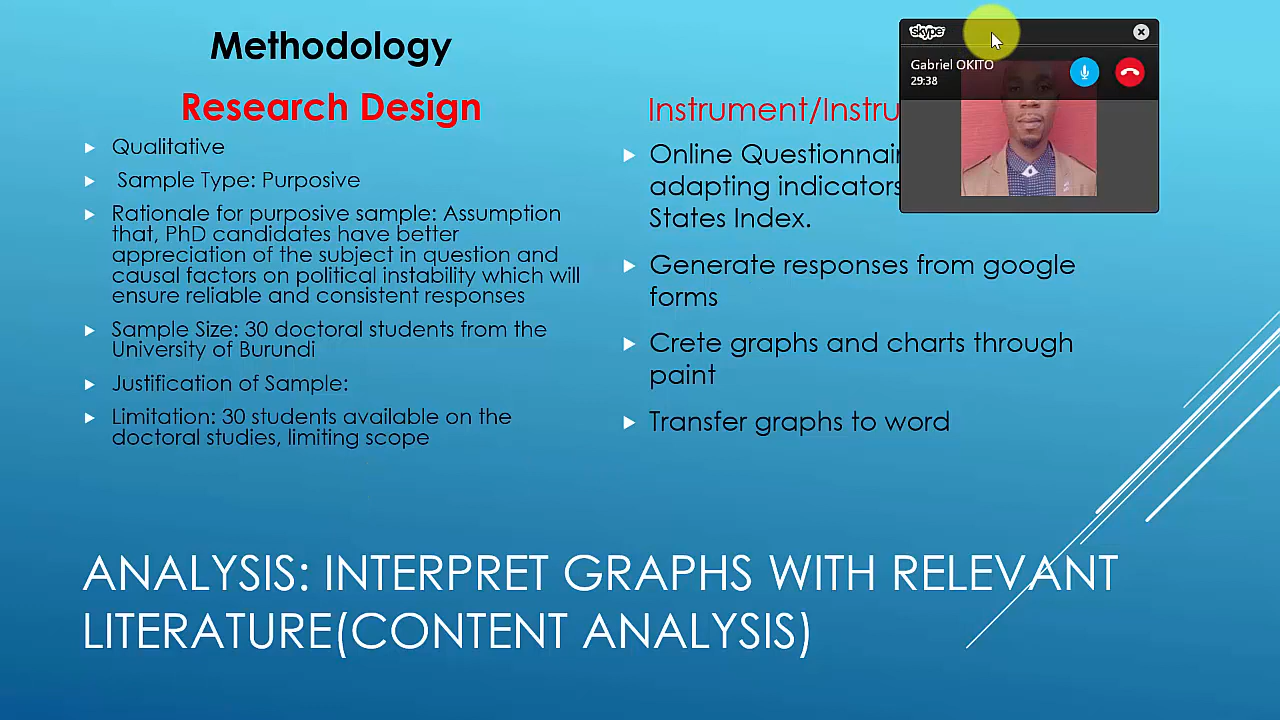 Methodology
Research Design
Qualitative
Sample Type: Purposive
Rationale for purposive sample: Assumption
that, PhD candidates have better
appreciation of the subject in question and
causal factors on political instability which will
ensure reliable and consistent responses
Sample Size: 30 doctoral students from the
University of Burundi
Justification of Sample:
Limitation: 30 students available on the
doctoral studies, limiting scope
Instrument/Instru
Online Questionnair
adapting indicators
States Index.
Generate responses from google
forms
Crete graphs and charts through
paint
Transfer graphs to word
skype
Gabriel OKITO
29:38
ANALYSIS: INTERPRET GRAPHS WITH RELEVANT
LITERATURE(CONTENT ANALYSIS)